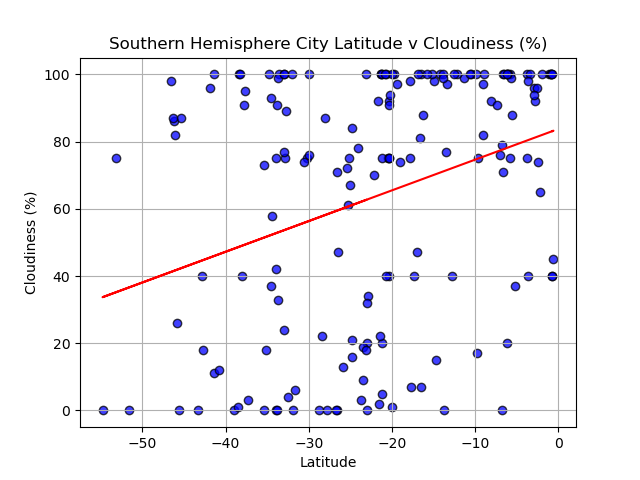 Southern Hemisphere City Latitude v Cloudiness (%)
100
80
60
40
20
0
Cloudiness (%)
−50 −40 −30 −20 −10 0
Latitude